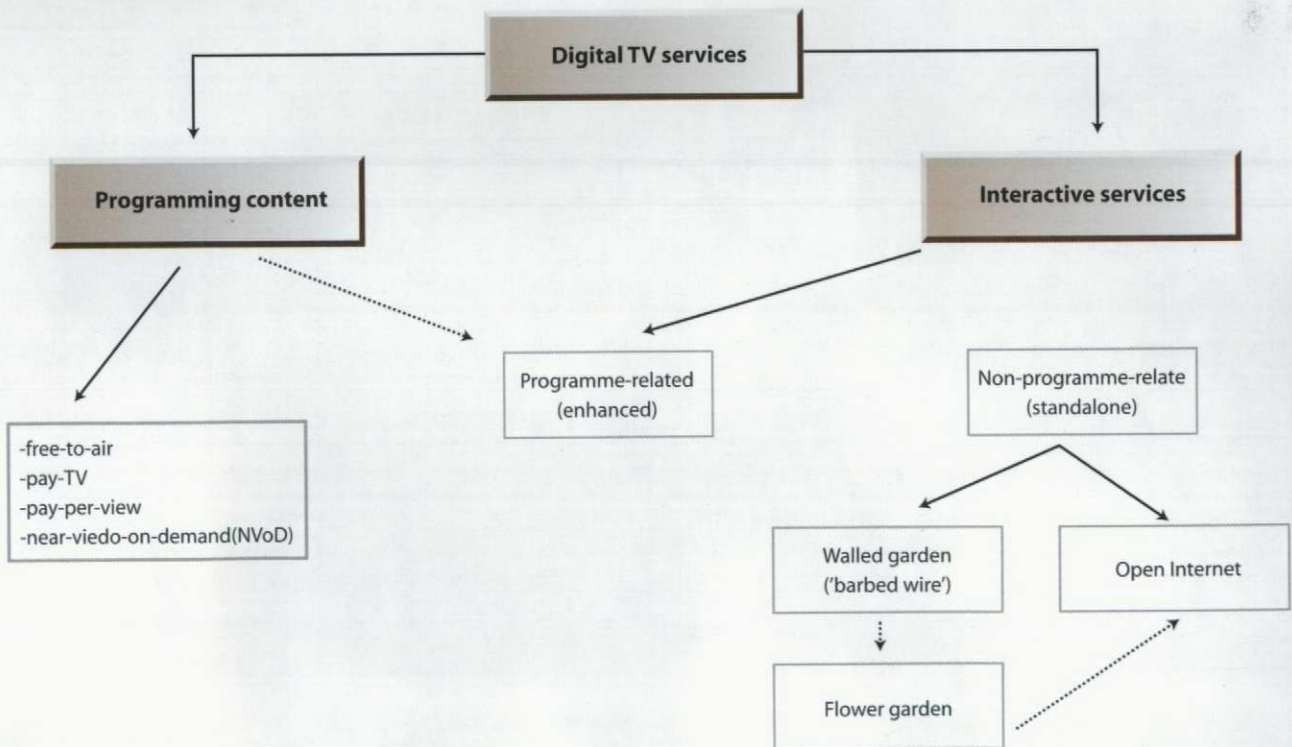 Digital TV services
Programming content
Interactive services
Programme-related
(enhanced)
Non-programme-relate
(standalone)
-free-to-air
-pay-TV
-pay-per-view
-near-viedo-on-demand(NVoD)
Walled garden
('barbed wire')
Open Internet
Flower garden